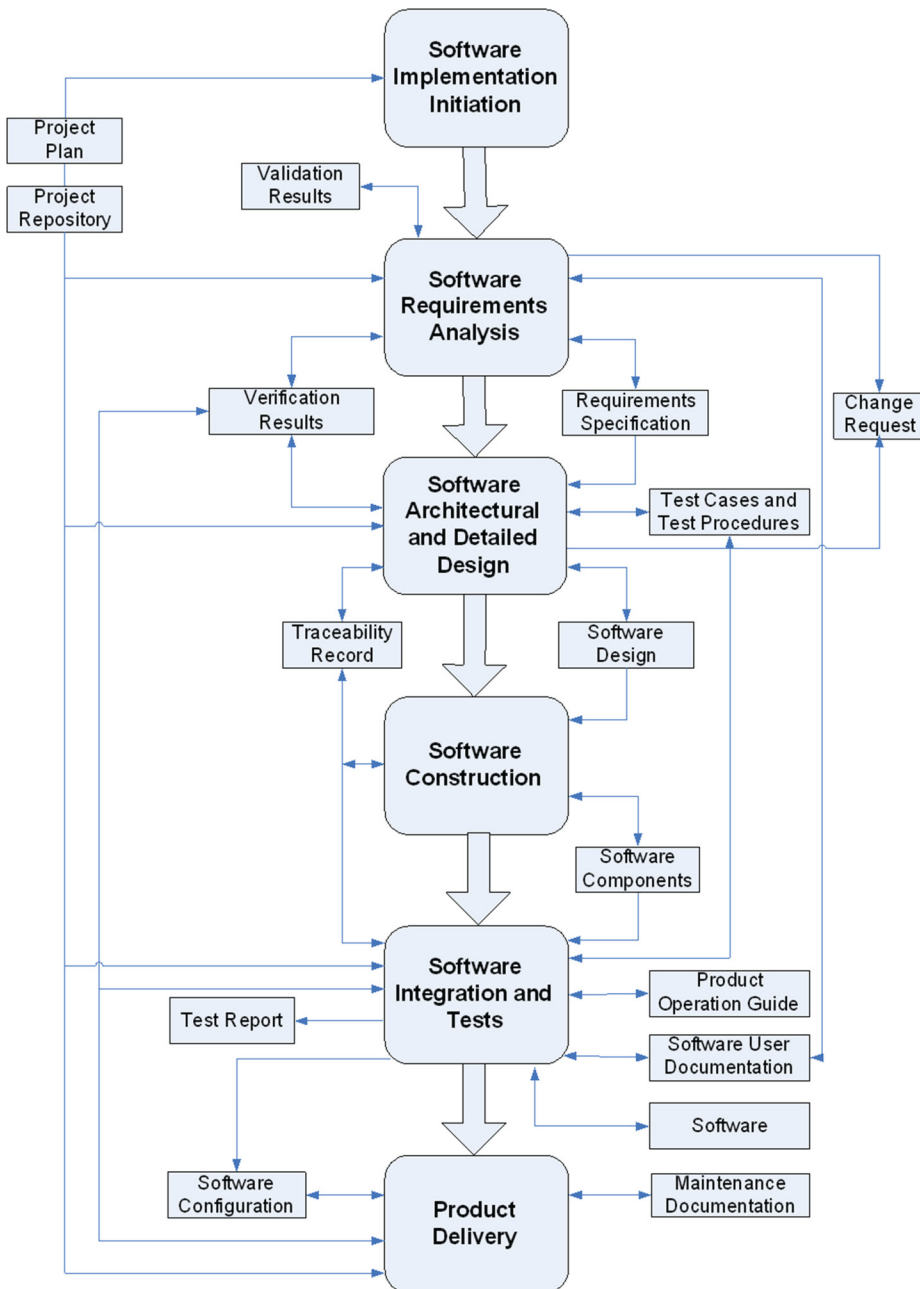 Software
Implementation
Initiation
Project
Plan
Validation
Results
Project
Repository
Software
Requirements
Analysis
Verification
Results
Requirements
Specification
Change
Request
Software
Architectural
and Detailed
Design
Test Cases and
Test Procedures
Traceability
Record
Software
Design
Software
Construction
Software
Components
Software
Integration and
Tests
Product
Operation Guide
Test Report
Software User
Documentation
Software
Software
Configuration
Product
Delivery
Maintenance
Documentation